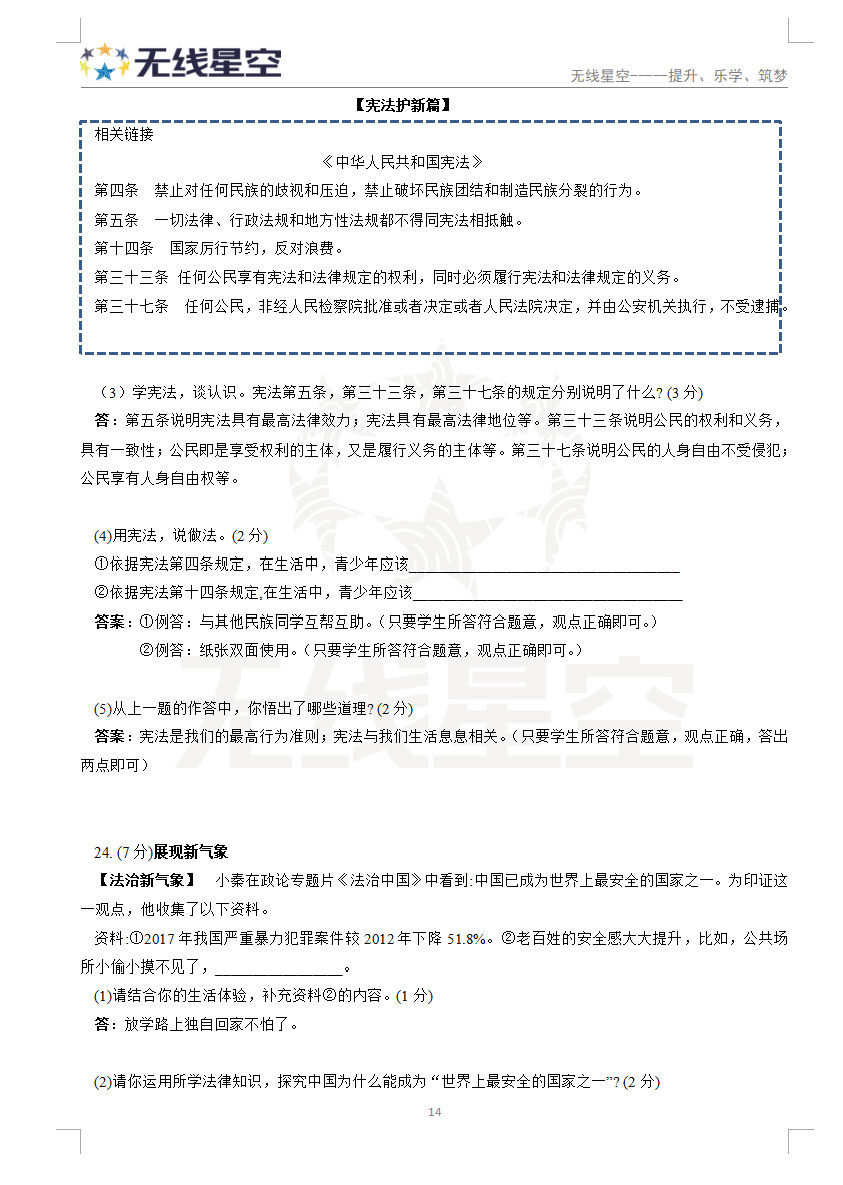 无线星空
无线星空-——提升、乐学、筑梦
【宪法护新篇】
相关链接
《中华人民共和国宪法》
第四条 禁止对任何民族的歧视和压迫，禁止破坏民族团结和制造民族分裂的行为。
第五条 一切法律、行政法规和地方性法规都不得同宪法相抵触。
第十四条 国家厉行节约，反对浪费。
第三十三条 任何公民享有宪法和法律规定的权利，同时必须履行宪法和法律规定的义务。
第三十七条 任何公民，非经人民检察院批准或者决定或者人民法院决定，并由公安机关执行，不受逮捕。
（3）学宪法，谈认识。宪法第五条，第三十三条，第三十七条的规定分别说明了什么? (3分)
答：第五条说明宪法具有最高法律效力；宪法具有最高法律地位等。第三十三条说明公民的权利和义务，
具有一致性；公民即是享受权利的主体，又是履行义务的主体等。第三十七条说明公民的人身自由不受侵犯；
公民享有人身自由权等。
(4)用宪法，说做法。(2分)
①依据宪法第四条规定，在生活中，青少年应该____________________________________
②依据宪法第十四条规定,在生活中，青少年应该____________________________________
答案：①例答：与其他民族同学互帮互助。（只要学生所答符合题意，观点正确即可。）
②例答：纸张双面使用。（只要学生所答符合题意，观点正确即可。）
无线星空
(5)从上一题的作答中，你悟出了哪些道理? (2分)
答案：宪法是我们的最高行为准则；宪法与我们生活息息相关。（只要学生所答符合题意，观点正确，答出
两点即可）
24. (7分)展现新气象
【法治新气象】 小秦在政论专题片《法治中国》中看到:中国已成为世界上最安全的国家之一。为印证这
一观点，他收集了以下资料。
资料:①2017年我国严重暴力犯罪案件较2012年下降51.8%。②老百姓的安全感大大提升，比如，公共场
所小偷小摸不见了，_________________。
(1)请结合你的生活体验，补充资料②的内容。(1分)
答：放学路上独自回家不怕了。
(2)请你运用所学法律知识，探究中国为什么能成为“世界上最安全的国家之一”? (2分)
14